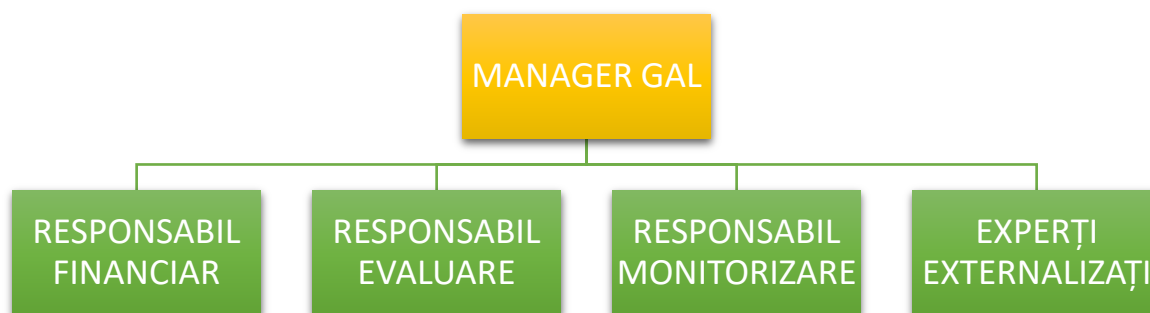 MANAGER GAL
RESPONSABIL
FINANCIAR
RESPONSABIL
EVALUARE
RESPONSABIL
MONITORIZARE
EXPERȚI
EXTERNALIZAȚI